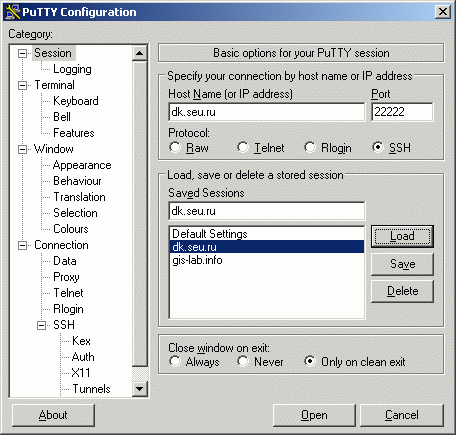 PuTTY Configuration
Category:
Session
Logging
Terminal
Keyboard
Bell
Features
Window
Appearance
Behaviour
Translation
Selection
Colours
Connection
Data
Proxy
Telnet
Rlogin
SSH
Kex
Auth
X11
Tunnels
Basic options for your PuTTY session
Specify your connection by host name or IP address
Host Name (or IP address) Port
dk.seu.ru 22222
Protocol:
Raw Telnet Rlogin SSH
Load, save or delete a stored session
Saved Sessions
dk.seu.ru
Default Settings
dk.seu.ru
gis-lab.info
Load
Save
Delete
Close window on exit:
Always Never Only on clean exit
About Open Cancel